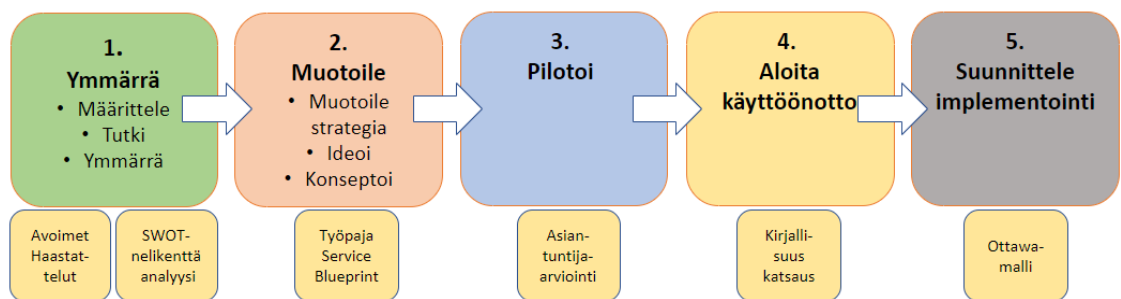 1.
Ymmärrä
• Määrittele
• Tutki
• Ymmärrä
2.
Muotoile
• Muotoile
strategia
• Ideoi
• Konseptoi
3.
Pilotoi
4.
Aloita
käyttöönotto
5.
Suunnittele
implementointi
Avoimet
Haastat-
telut
SWOT-
nelikenttä
analyysi
Työpaja
Service
Blueprint
Asian-
tuntija-
arviointi
Kirjalli-
suus
katsaus
Ottawa-
malli